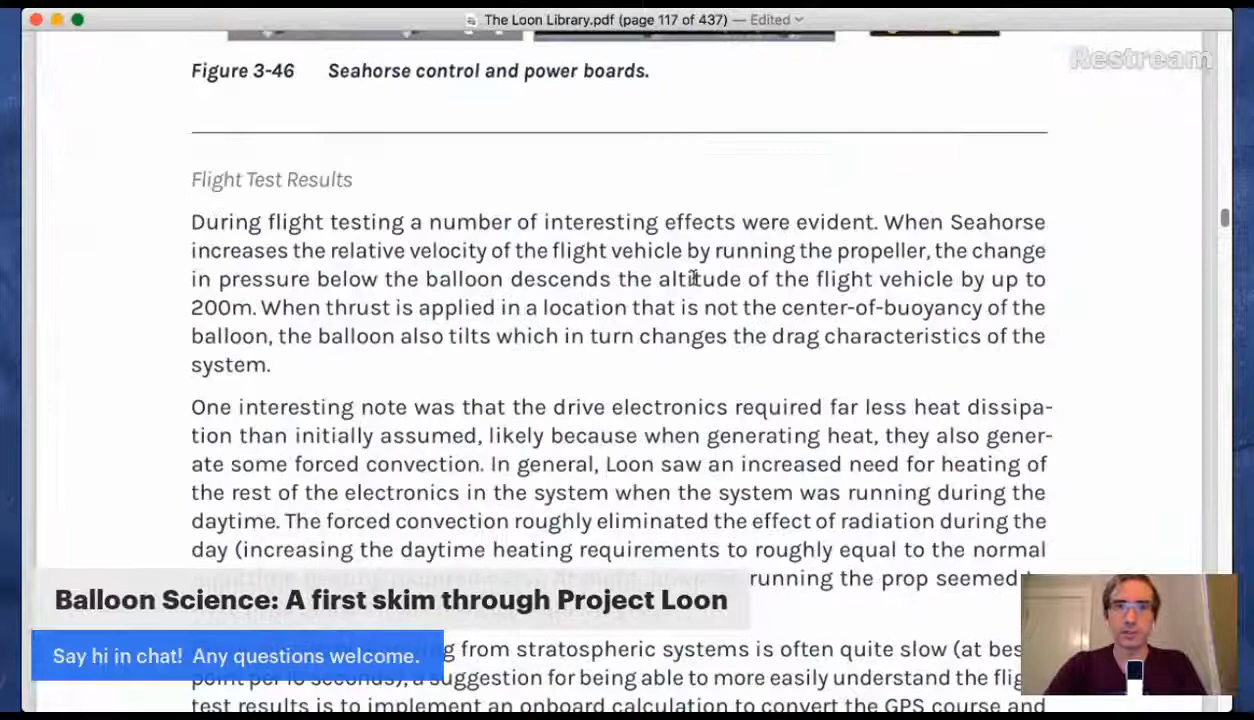 The Loon Library.pdf (page 117 of 437) — Edited
Restream
Figure 3-46 Seahorse control and power boards.
Flight Test Results
During flight testing a number of interesting effects were evident. When Seahorse
increases the relative velocity of the flight vehicle by running the propeller, the change
in pressure below the balloon descends the altitude of the flight vehicle by up to
200m. When thrust is applied in a location that is not the center-of-buoyancy of the
balloon, the balloon also tilts which in turn changes the drag characteristics of the
system.
One interesting note was that the drive electronics required far less heat dissipa-
tion than initially assumed, likely because when generating heat, they also gener-
ate some forced convection. In general, Loon saw an increased need for heating of
the rest of the electronics in the system when the system was running during the
daytime. The forced convection roughly eliminated the effect of radiation during the
day (increasing the daytime heating requirements to roughly equal to the normal
running the prop seemed
Balloon Science: A first skim through Project Loon
from stratospheric systems is often quite slow (at
Say hi in chat! Any questions welcome.
suggestion for being able to more easily understand the
test results is to implement an onboard calculation to convert the GPS course and